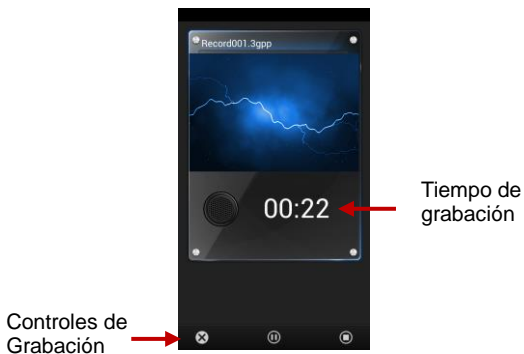 Record001.3gpp
00:22
Tiempo de
grabación
Controles de
Grabación